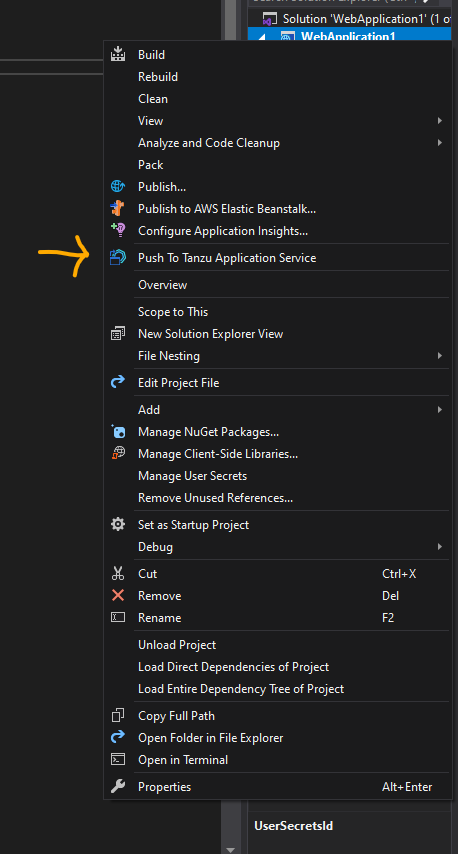 Solution 'WebApplication1' (1 of
WebApplication1
Build
Rebuild
Clean
View
Analyze and Code Cleanup
Pack
Publish...
Publish to AWS Elastic Beanstalk...
Configure Application Insights...
Push To Tanzu Application Service
Overview
Scope to This
New Solution Explorer View
File Nesting
Edit Project File
Add
Manage NuGet Packages...
Manage Client-Side Libraries...
Manage User Secrets
Remove Unused References...
Set as Startup Project
Debug
Cut Ctrl+X
Remove Del
Rename F2
Unload Project
Load Direct Dependencies of Project
Load Entire Dependency Tree of Project
Copy Full Path
Open Folder in File Explorer
Open in Terminal
Properties Alt+Enter
UserSecretsId